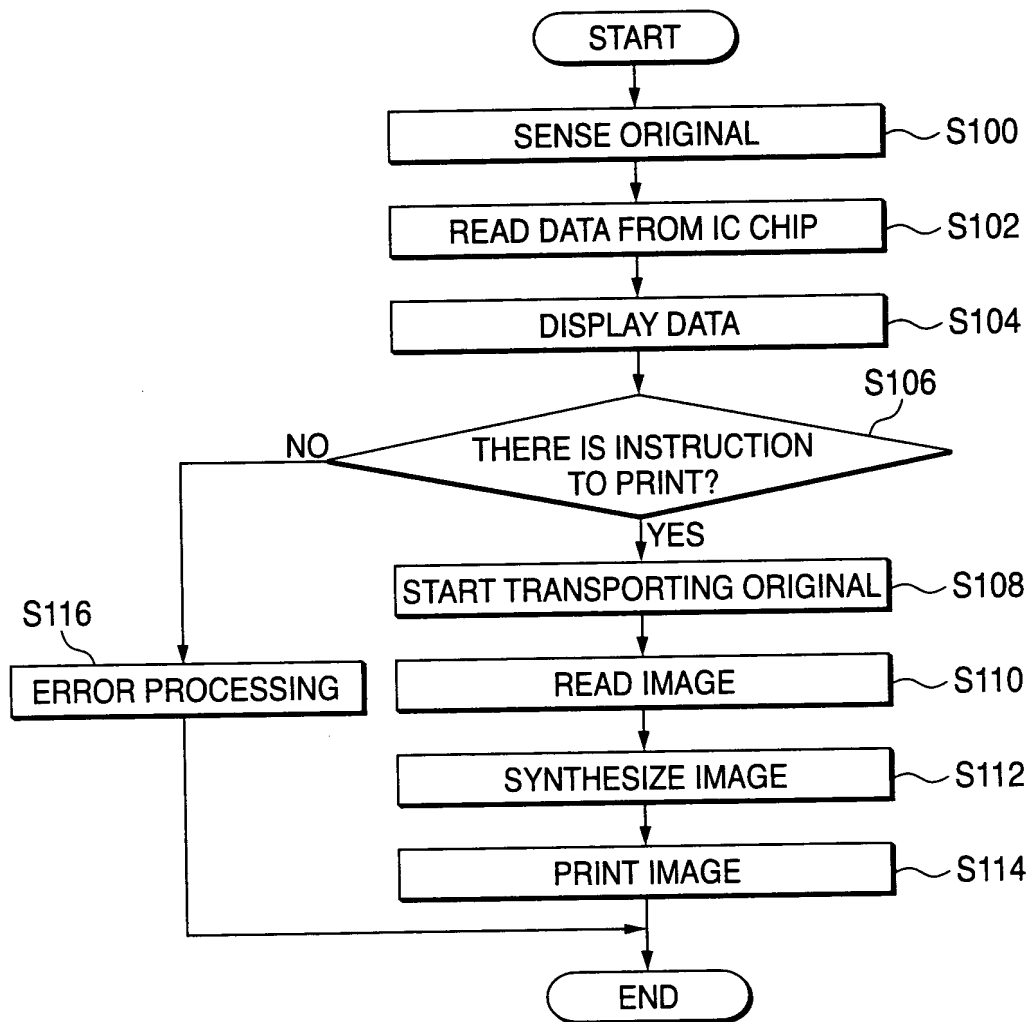 START
SENSE ORIGINAL
S100
READ DATA FROM IC CHIP
S102
DISPLAY DATA
S104
S106
NO
THERE IS INSTRUCTION
TO PRINT?
YES
START TRANSPORTING ORIGINAL
S108
S116
ERROR PROCESSING
READ IMAGE
S110
SYNTHESIZE IMAGE
S112
PRINT IMAGE
S114
END